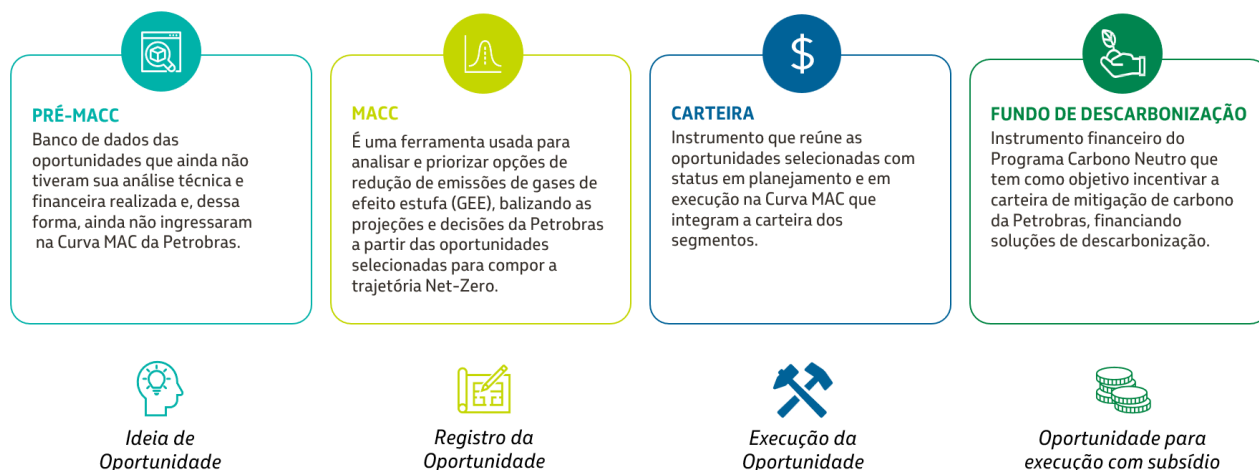 PRÉ-MACC
Banco de dados das
oportunidades que ainda não
tiveram sua análise técnica e
financeira realizada e, dessa
forma, ainda não ingressaram
na Curva MAC da Petrobras.
MACC
É uma ferramenta usada para
analisar e priorizar opções de
redução de emissões de gases de
efeito estufa (GEE), balizando as
projeções e decisões da Petrobras
a partir das oportunidades
selecionadas para compor a
trajetória Net-Zero.
CARTEIRA
Instrumento que reúne as
oportunidades selecionadas com
status em planejamento e em
execução na Curva MAC que
integram a carteira dos
segmentos.
FUNDO DE DESCARBONIZAÇÃO
Instrumento financeiro do
Programa Carbono Neutro que
tem como objetivo incentivar a
carteira de mitigação de carbono
da Petrobras, financiando
soluções de descarbonização.
Ideia de
Oportunidade
Registro da
Oportunidade
Execução da
Oportunidade
Oportunidade para
execução com subsídio